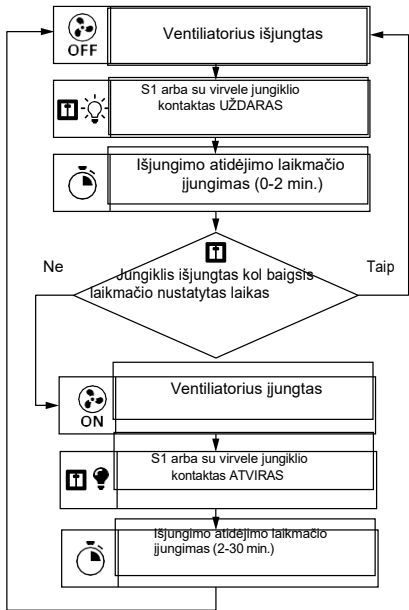 OFF
Ventiliatorius išjungtas
S1 arba su virvele jungiklio
kontaktas UŽDARAS
Išjungimo atidėjimo laikmačio
įjungimas (0-2 min.)
Ne
Taip
Jungiklis išjungtas kol baigsis
laikmačio nustatytas laikas
ON
Ventiliatorius įjungtas
S1 arba su virvele jungiklio
kontaktas ATVIRAS
Išjungimo atidėjimo laikmačio
įjungimas (2-30 min.)